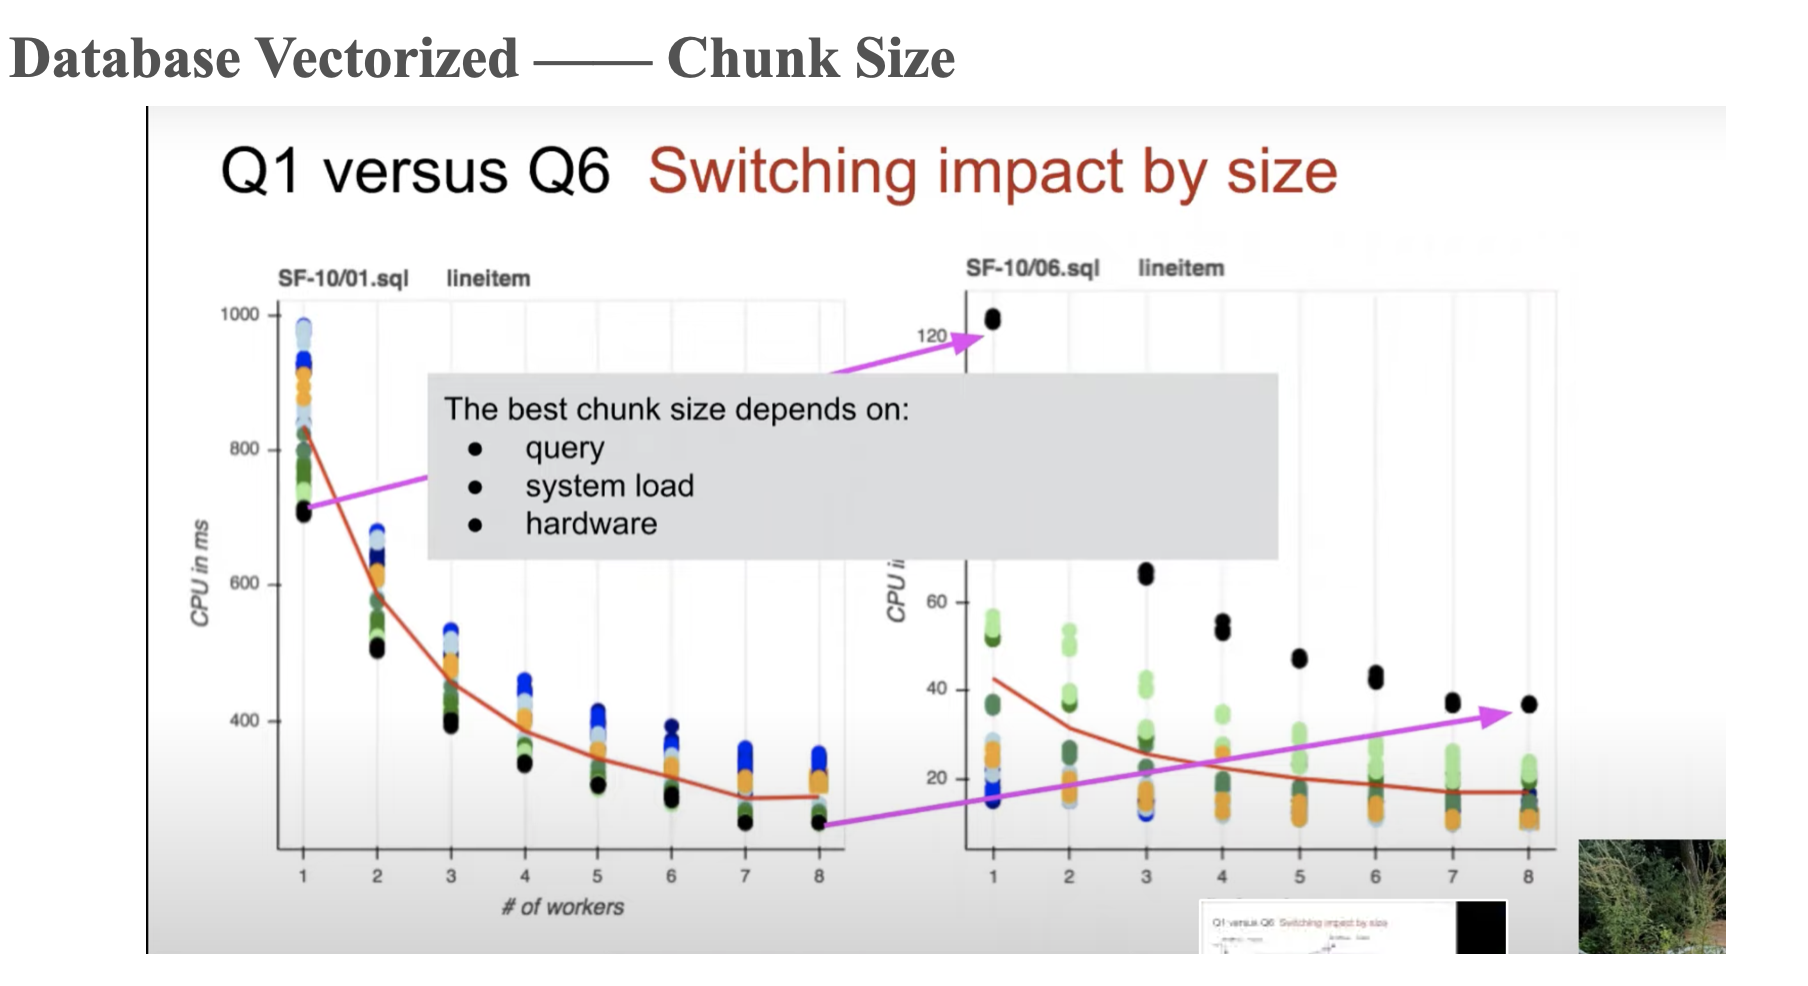 Database Vectorized —— Chunk Size
Q1 versus Q6 Switching impact by size
SF-10/01.sql lineitem
1000
800
600
400
CPU in ms
1 2 3 4 5 6 7 8
# of workers
The best chunk size depends on:
● query
● system load
● hardware
SF-10/06.sql lineitem
120
60
40
20
CPU
1 2 3 4 5 6 7 8
Q1 versus Q6 Switching impact by size